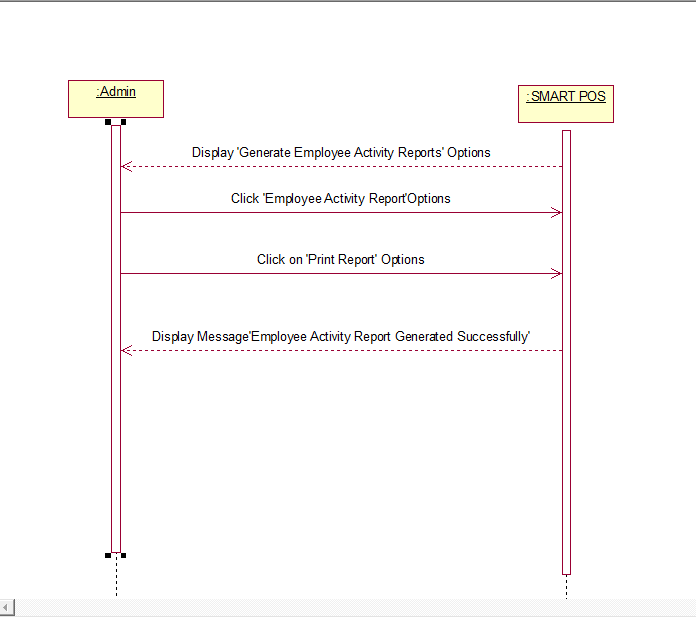 :Admin
:SMART POS
Display 'Generate Employee Activity Reports' Options
Click 'Employee Activity Report'Options
Click on 'Print Report' Options
Display Message'Employee Activity Report Generated Successfully'